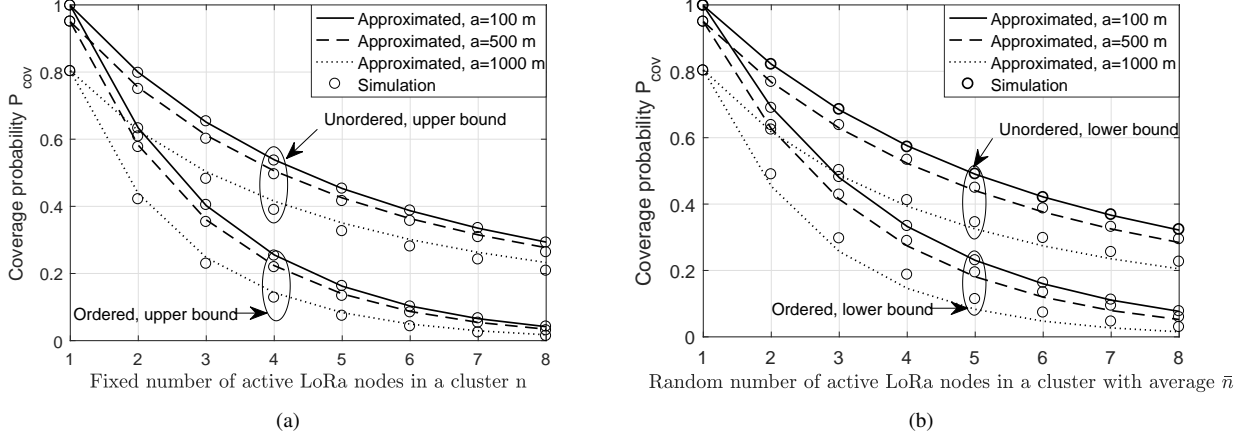 Coverage probability P_cov
1
0.8
0.6
0.4
0.2
0
Approximated, a=100 m
Approximated, a=500 m
Approximated, a=1000 m
Simulation
Unordered, upper bound
Ordered, upper bound
1 2 3 4 5 6 7 8
Fixed number of active LoRa nodes in a cluster n
(a)
Coverage probability P_cov
1
0.8
0.6
0.4
0.2
0
Approximated, a=100 m
Approximated, a=500 m
Approximated, a=1000 m
Simulation
Unordered, lower bound
Ordered, lower bound
1 2 3 4 5 6 7 8
Random number of active LoRa nodes in a cluster with average n̄
(b)